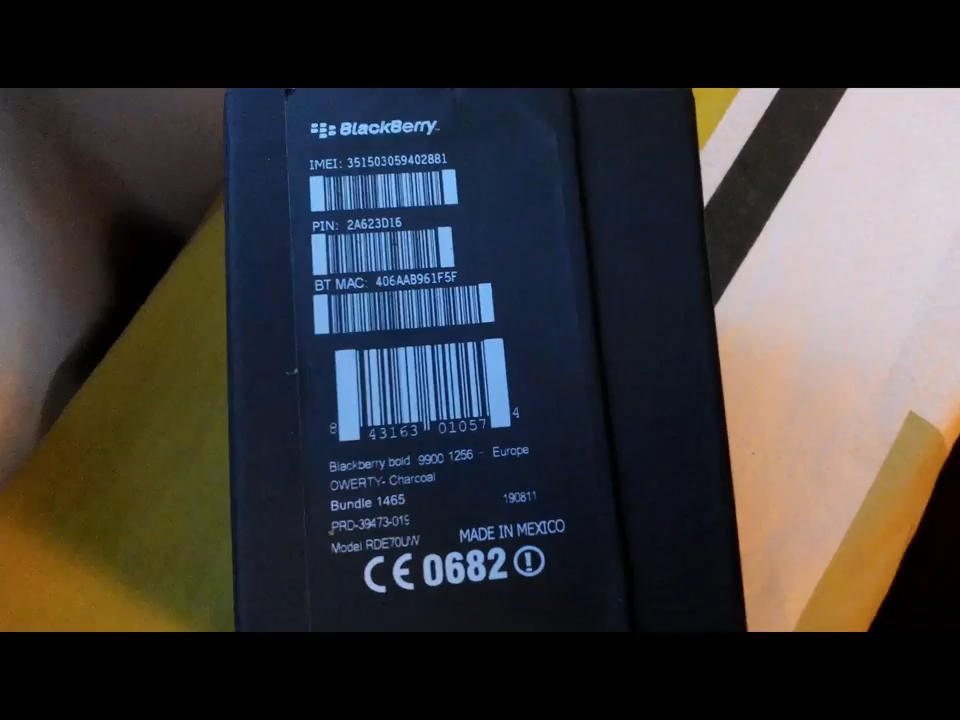 BlackBerry
IMEI: 351503059402881
PIN: 2A623D16
BT MAC: 406AAB961F5F
8 43163 01057 4
Blackberry bold 9900 1256 - Europe
QWERTY- Charcoal
Bundle 1465 190811
PRD-39473-019
Model RDE70UW MADE IN MEXICO
CE 0682